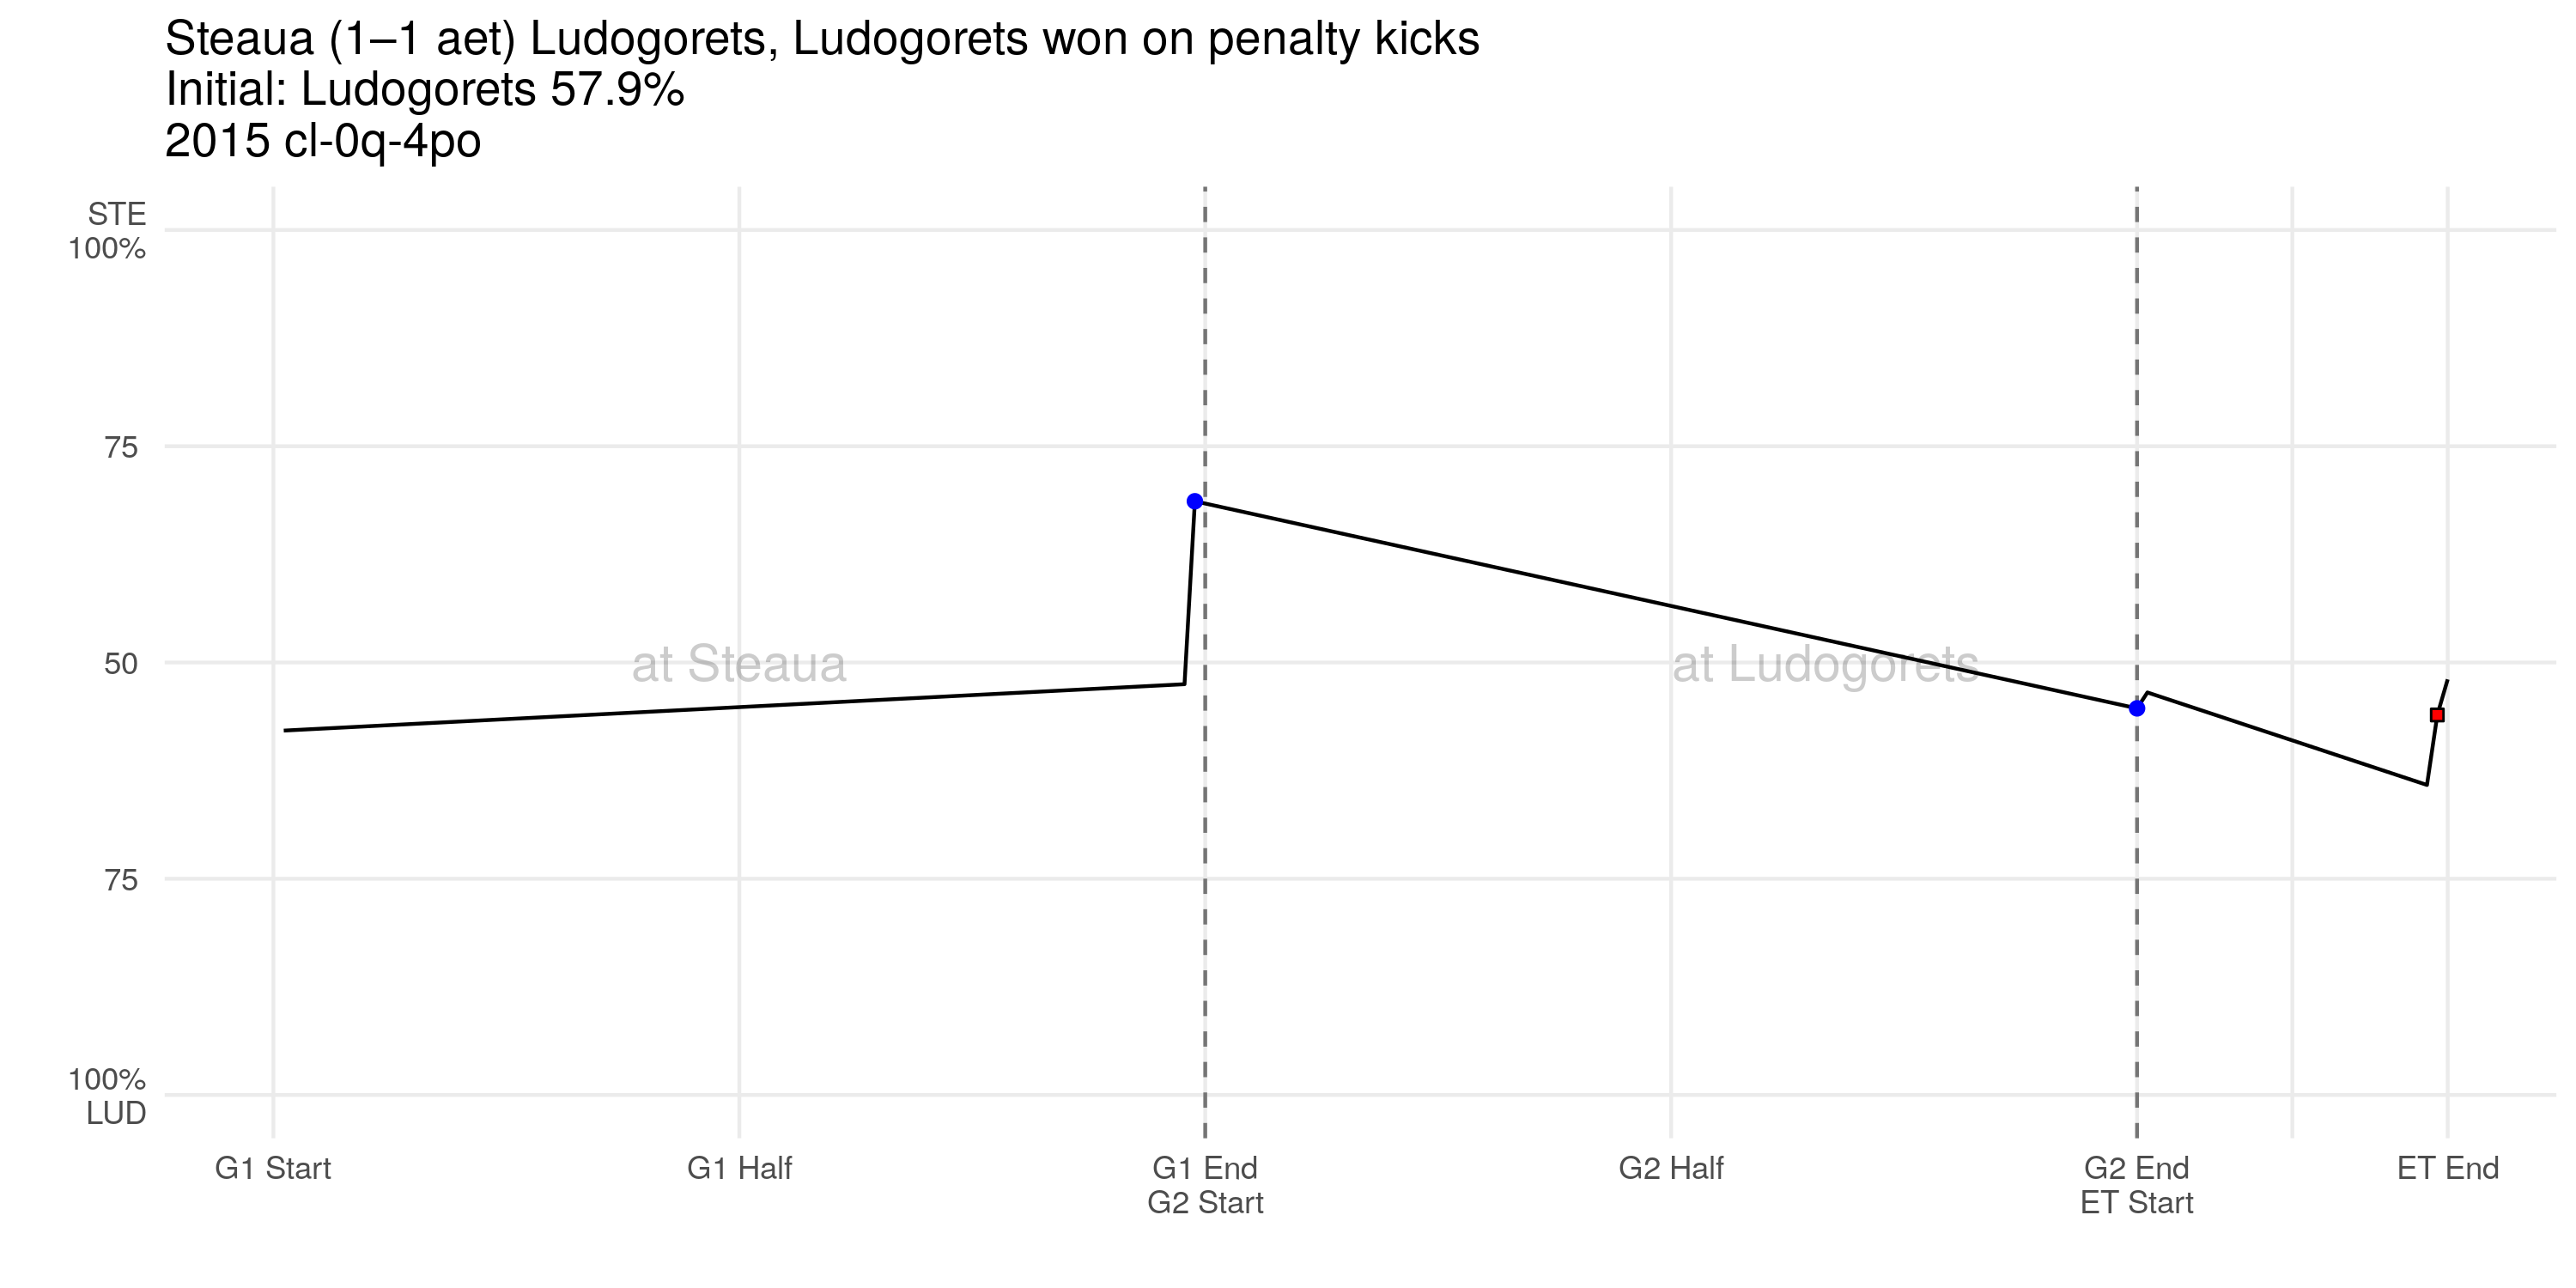 Steaua (1–1 aet) Ludogorets, Ludogorets won on penalty kicks
Initial: Ludogorets 57.9%
2015 cl-0q-4po
STE
100%
75
50
75
100%
LUD
at Steaua
at Ludogorets
G1 Start
G1 Half
G1 End
G2 Start
G2 Half
G2 End
ET Start
ET End